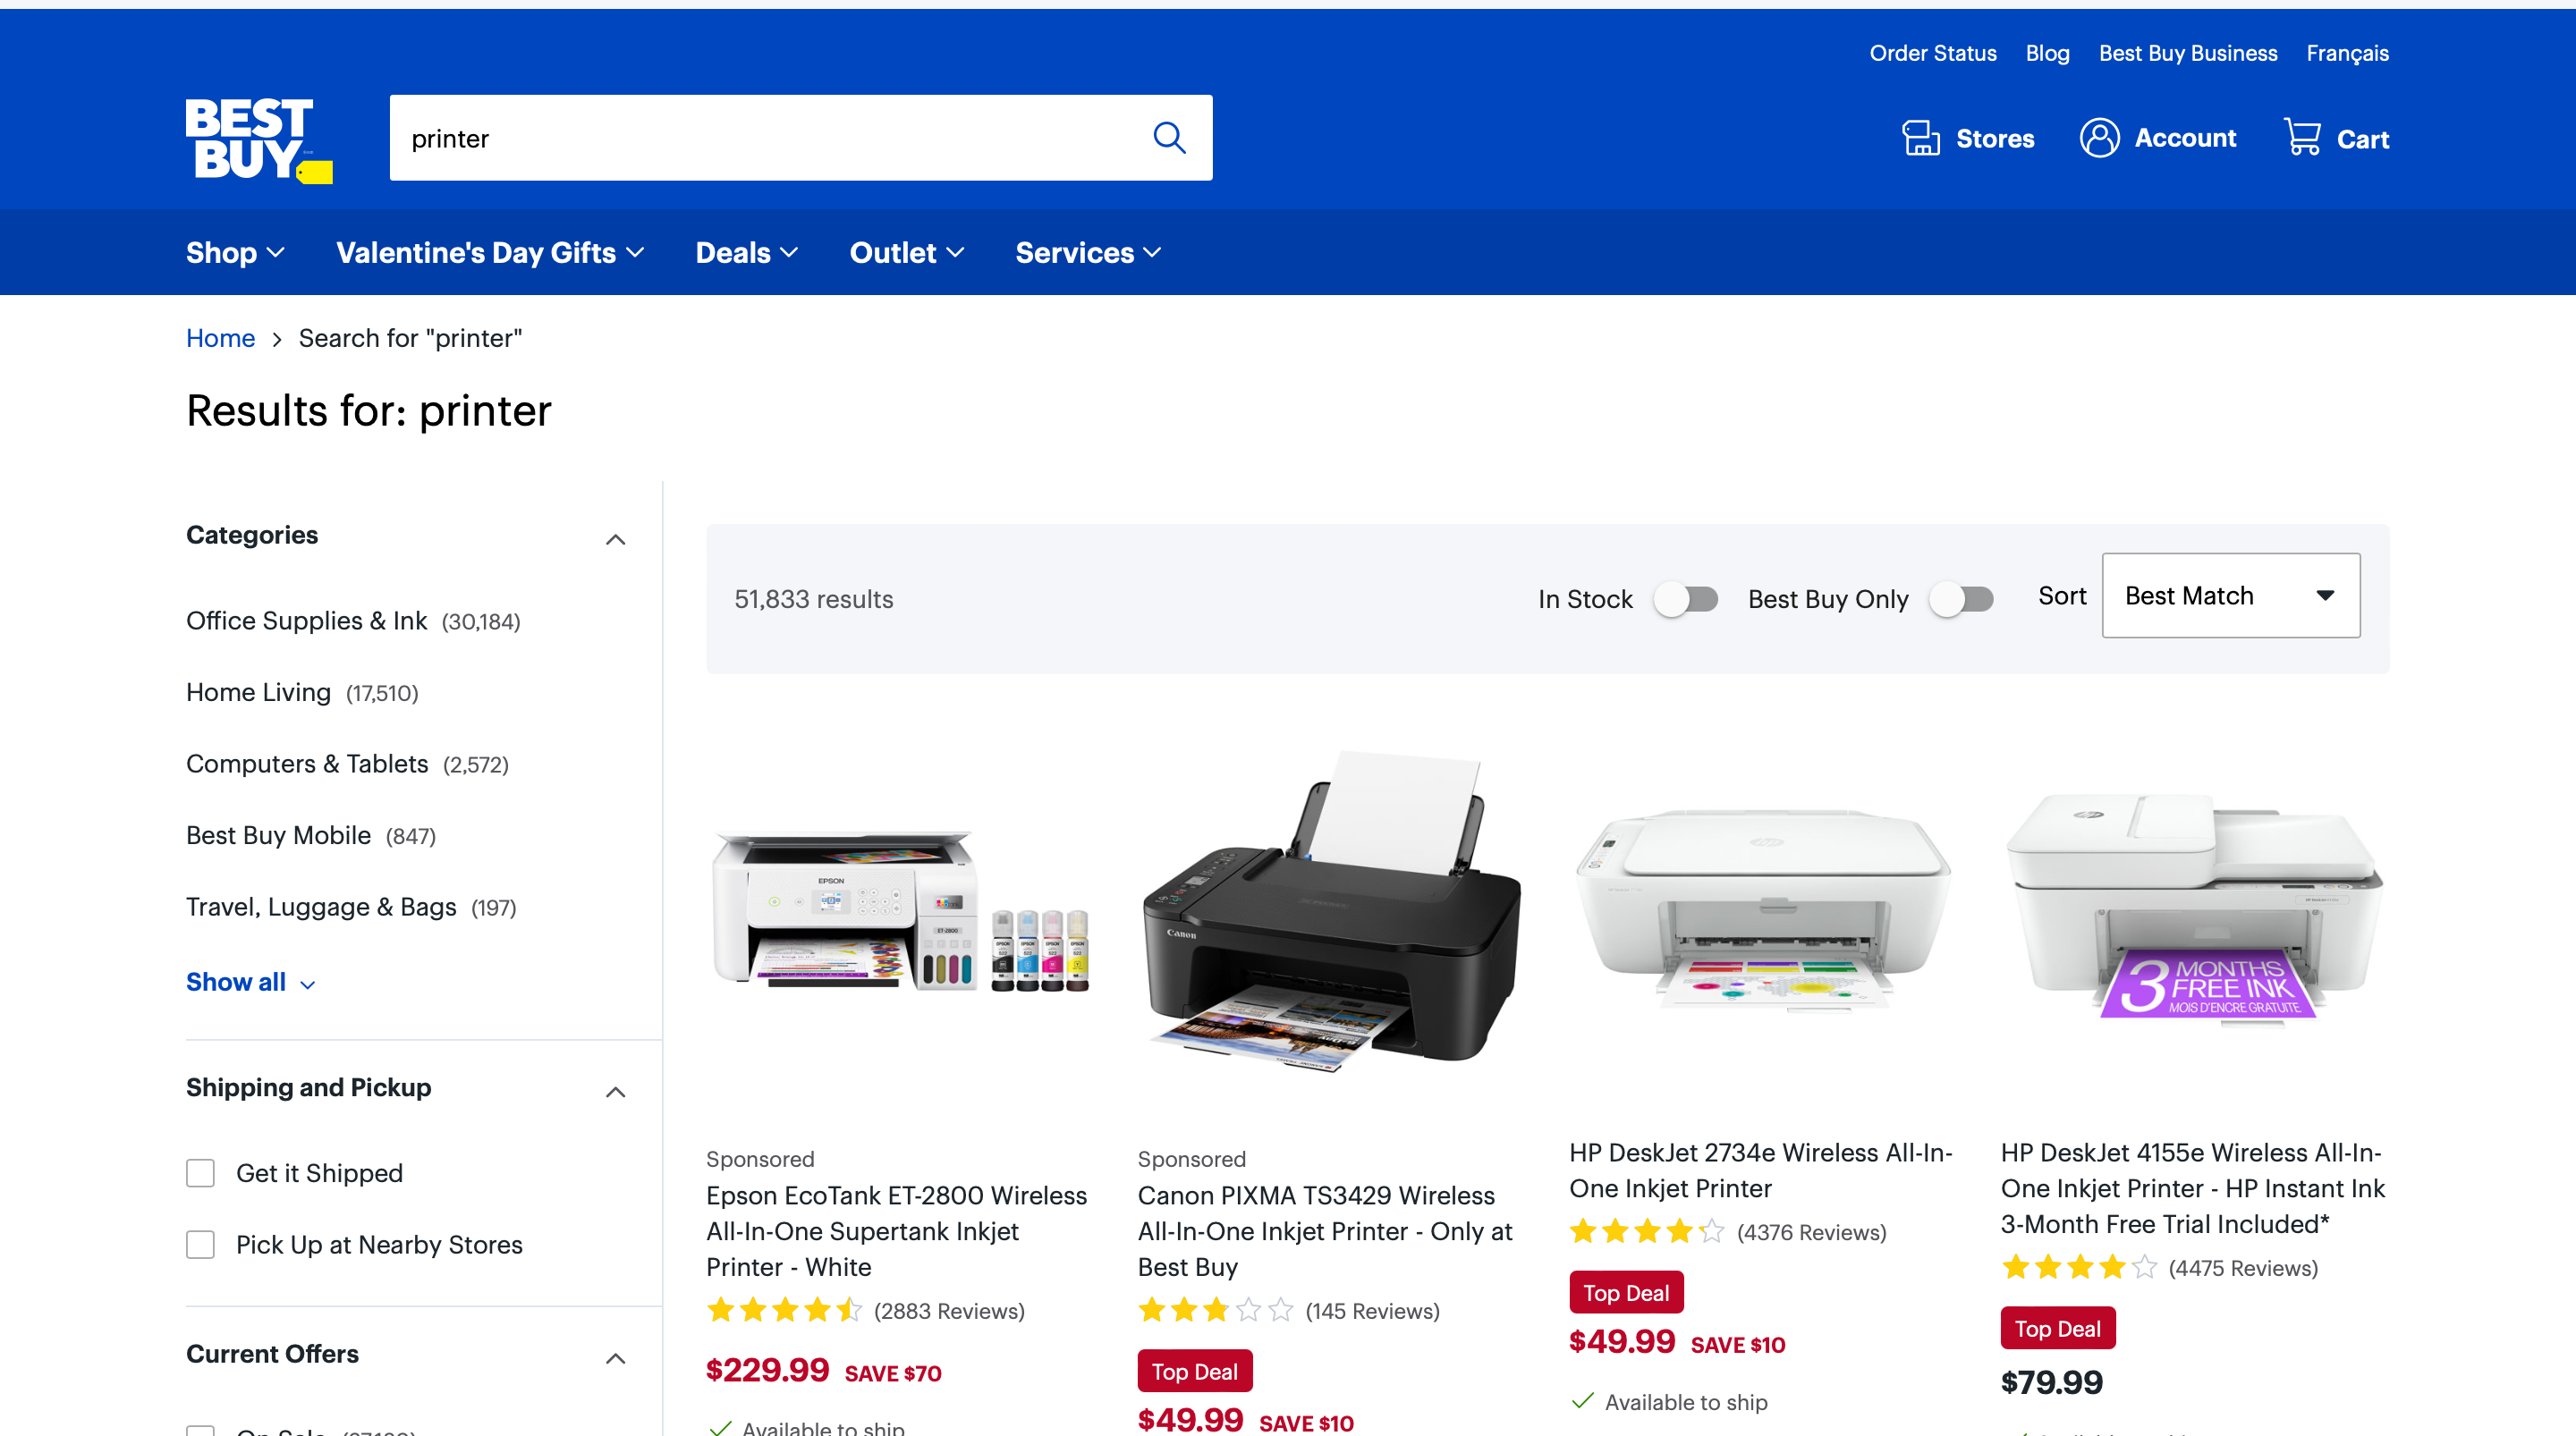 Order Status Blog Best Buy Business Français
BEST
BUY
printer
Stores Account Cart
Shop Valentine's Day Gifts Deals Outlet Services
Home Search for "printer"
Results for: printer
Categories
Office Supplies & Ink (30,184)
Home Living (17,510)
Computers & Tablets (2,572)
Best Buy Mobile (847)
Travel, Luggage & Bags (197)
Show all
Shipping and Pickup
Get it Shipped
Pick Up at Nearby Stores
Current Offers
51,833 results
In Stock Best Buy Only Sort Best Match
EPSON
ET-2800
Sponsored
Epson EcoTank ET-2800 Wireless
All-In-One Supertank Inkjet
Printer - White
(2883 Reviews)
$229.99 SAVE $70
Available to ship
Canon
Sponsored
Canon PIXMA TS3429 Wireless
All-In-One Inkjet Printer - Only at
Best Buy
(145 Reviews)
Top Deal
$49.99 SAVE $10
HP DeskJet 2734e Wireless All-In-
One Inkjet Printer
(4376 Reviews)
Top Deal
$49.99 SAVE $10
Available to ship
hp
3 MONTHS
FREE INK
MOIS D'ENCRE GRATUITE
HP DeskJet 4155e Wireless All-In-
One Inkjet Printer - HP Instant Ink
3-Month Free Trial Included*
(4475 Reviews)
Top Deal
$79.99